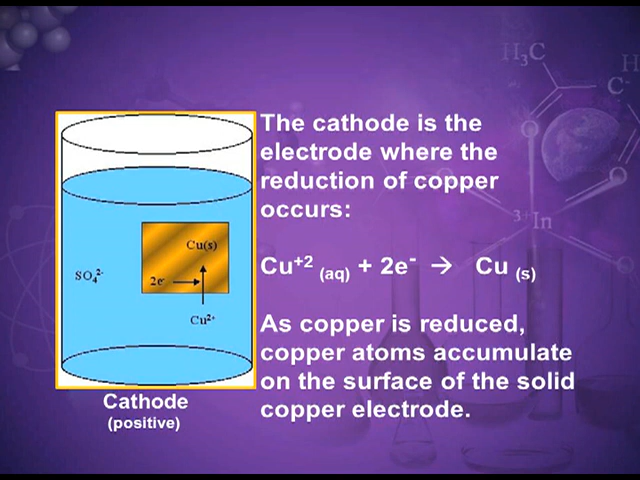 The cathode is the
electrode where the
reduction of copper
occurs:
Cu⁺² (aq) + 2e⁻ → Cu (s)
As copper is reduced,
copper atoms accumulate
on the surface of the solid
copper electrode.
Cu(s)
SO₄²⁻
2e⁻
Cu²⁺
Cathode
(positive)
H₃C
H
C
³⁺In